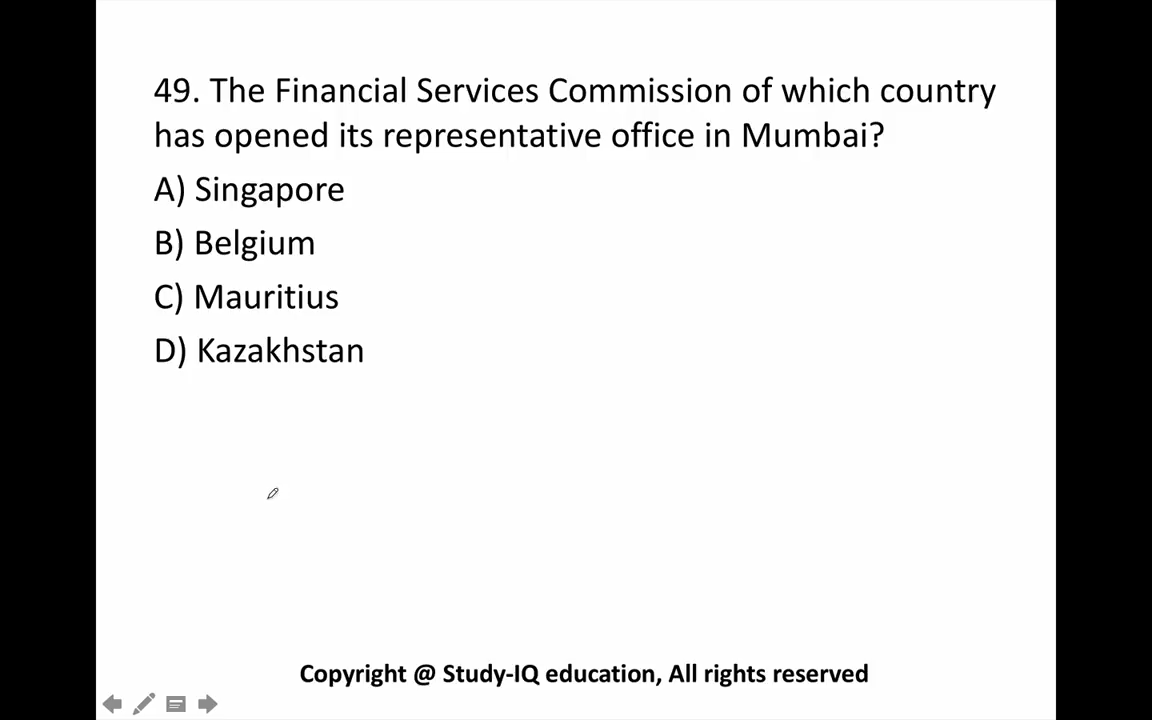 49. The Financial Services Commission of which country
has opened its representative office in Mumbai?
A) Singapore
B) Belgium
C) Mauritius
D) Kazakhstan
Copyright @ Study-IQ education, All rights reserved